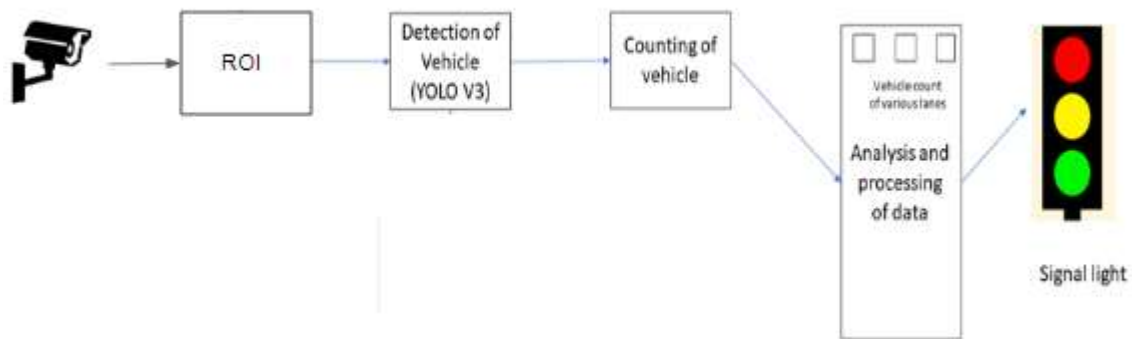 ROI
Detection of
Vehicle
(YOLO V3)
Counting of
vehicle
Vehicle count
of various lanes
Analysis and
processing
of data
Signal light